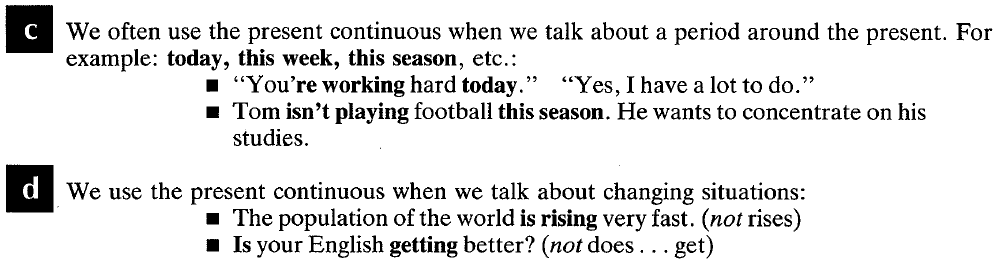 c We often use the present continuous when we talk about a period around the present. For
example: today, this week, this season, etc.:
■ “You’re working hard today.” “Yes, I have a lot to do.”
■ Tom isn’t playing football this season. He wants to concentrate on his
studies.
d We use the present continuous when we talk about changing situations:
■ The population of the world is rising very fast. (not rises)
■ Is your English getting better? (not does . . . get)